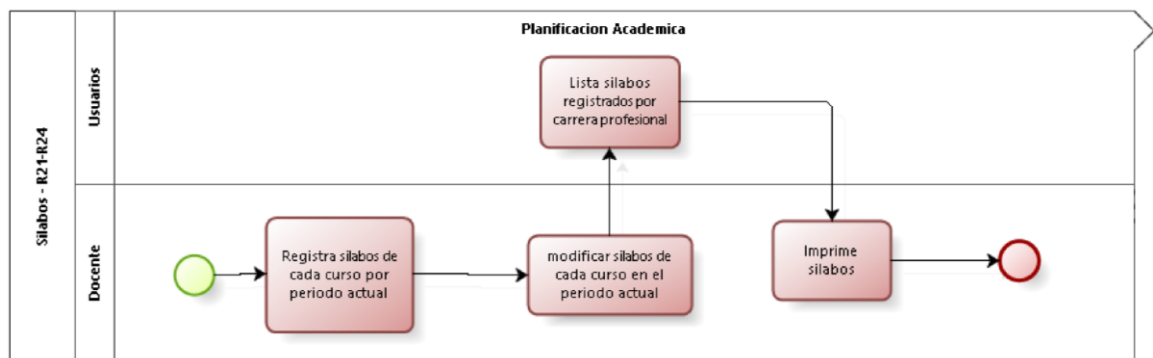 Planificacion Academica
Silabos - R21-R24
Usuarios
Lista silabos
registrados por
carrera profesional
Docente
Registra silabos de
cada curso por
periodo actual
modificar silabos de
cada curso en el
periodo actual
Imprime
silabos